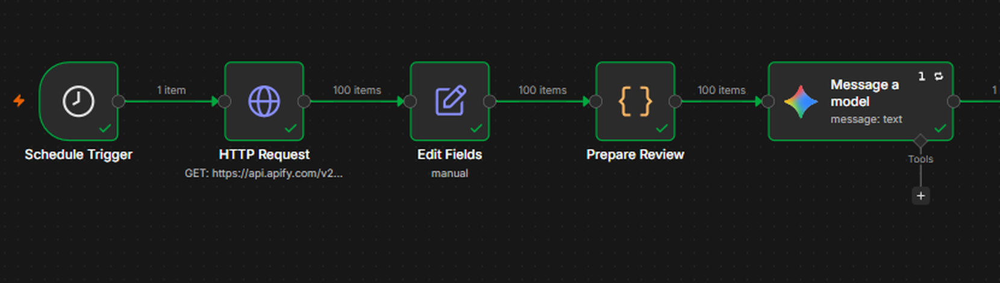 1 item
100 items
100 items
100 items
1
Message a
model
message: text
1
Schedule Trigger
HTTP Request
GET: https://api.apify.com/v2...
Edit Fields
manual
Prepare Review
Tools